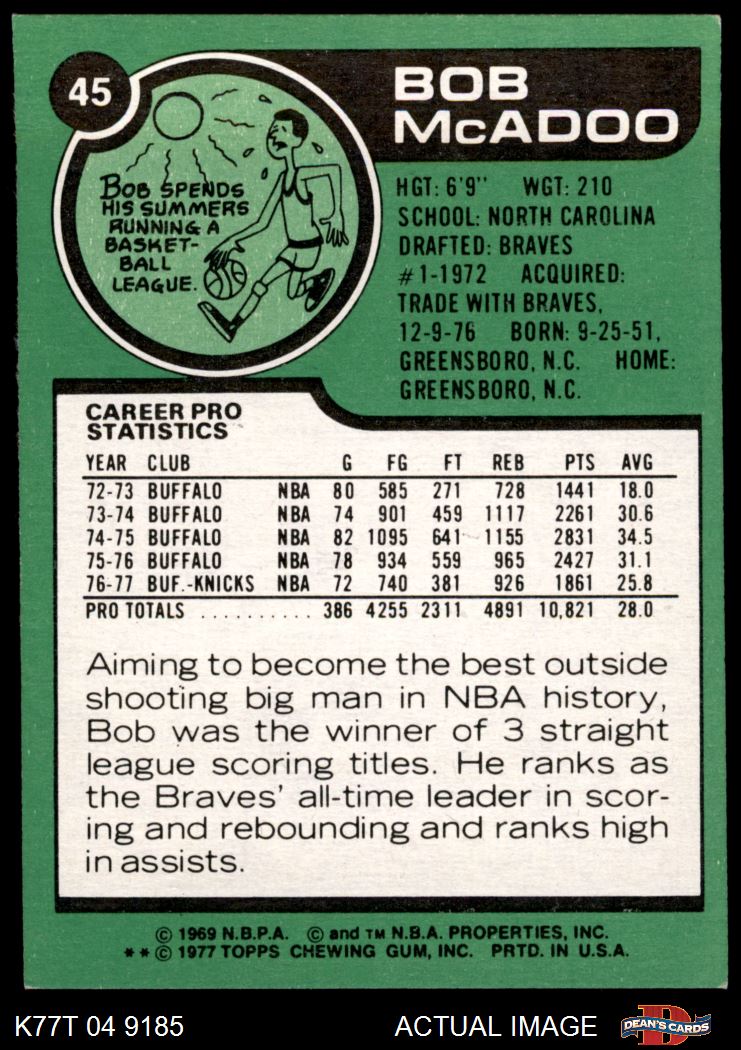 45
BOB
McADOO
BOB SPENDS
HIS SUMMERS
RUNNING A
BASKET-
BALL
LEAGUE.
HGT: 6'9" WGT: 210
SCHOOL: NORTH CAROLINA
DRAFTED: BRAVES
#1-1972 ACQUIRED:
TRADE WITH BRAVES,
12-9-76 BORN: 9-25-51,
GREENSBORO, N.C. HOME:
GREENSBORO, N.C.
CAREER PRO
STATISTICS
YEAR CLUB G FG FT REB PTS AVG
72-73 BUFFALO NBA 80 585 271 728 1441 18.0
73-74 BUFFALO NBA 74 901 459 1117 2261 30.6
74-75 BUFFALO NBA 82 1095 641 1155 2831 34.5
75-76 BUFFALO NBA 78 934 559 965 2427 31.1
76-77 BUF.-KNICKS NBA 72 740 381 926 1861 25.8
PRO TOTALS .......... 386 4255 2311 4891 10,821 28.0
Aiming to become the best outside
shooting big man in NBA history,
Bob was the winner of 3 straight
league scoring titles. He ranks as
the Braves' all-time leader in scor-
ing and rebounding and ranks high
in assists.
© 1969 N.B.P.A. © and TM N.B.A. PROPERTIES, INC.
**© 1977 TOPPS CHEWING GUM, INC. PRTD. IN U.S.A.
K77T 04 9185 ACTUAL IMAGE D DEAN'S CARDS